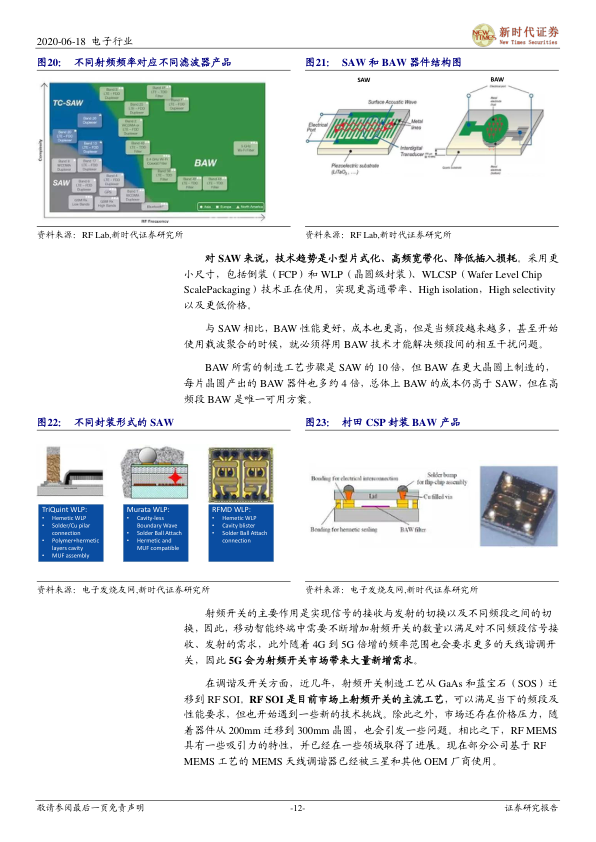 2020-06-18 电子行业
新时代证券
New Times Securities
NEW TIMES
图20: 不同射频频率对应不同滤波器产品
图21: SAW 和 BAW 器件结构图
TC-SAW
SAW
BAW
Complexity
RF Frequency
SAW
Surface Acoustic Wave
Electrical
Port
Metal
lines
Interdigital
Transducer
Piezoelectric substrate
(LiTaO₃ , ...)
BAW
资料来源：RF Lab,新时代证券研究所
资料来源：RF Lab,新时代证券研究所
对 SAW 来说，技术趋势是小型片式化、高频宽带化、降低插入损耗。采用更
小尺寸，包括倒装（FCP）和 WLP（晶圆级封装）、WLCSP（Wafer Level Chip
ScalePackaging）技术正在使用，实现更高通带率、High isolation，High selectivity
以及更低价格。
与 SAW 相比，BAW 性能更好，成本也更高，但是当频段越来越多，甚至开始
使用载波聚合的时候，就必须得用 BAW 技术才能解决频段间的相互干扰问题。
BAW 所需的制造工艺步骤是 SAW 的 10 倍，但 BAW 在更大晶圆上制造的，
每片晶圆产出的 BAW 器件也多约 4 倍，总体上 BAW 的成本仍高于 SAW，但在高
频段 BAW 是唯一可用方案。
图22: 不同封装形式的 SAW
图23: 村田 CSP 封装 BAW 产品
TriQuint WLP:
• Hemetic WLP
• Solder/Cu pilar
connection
• Polymer+hermetic
layers cavity
• MUF assembly
Murata WLP:
• Cavity-less
Boundary Wave
• Solder Ball Attach
• Hermetic and
MUF compatible
RFMD WLP:
• Hemetic WLP
• Cavity blister
• Solder Ball Attach
connection
Bonding for electrical interconnection
Solder bump
for flip-chip assembly
Lid
Cu filled via
Bonding for hermetic sealing
BAW filter
资料来源：电子发烧友网,新时代证券研究所
资料来源：电子发烧友网,新时代证券研究所
射频开关的主要作用是实现信号的接收与发射的切换以及不同频段之间的切
换，因此，移动智能终端中需要不断增加射频开关的数量以满足对不同频段信号接
收、发射的需求，此外随着 4G 到 5G 倍增的频率范围也会要求更多的天线谐调开
关，因此 5G 会为射频开关市场带来大量新增需求。
在调谐及开关方面，近几年，射频开关制造工艺从 GaAs 和蓝宝石（SOS）迁
移到 RF SOI。RF SOI 是目前市场上射频开关的主流工艺，可以满足当下的频段及
性能要求，但也开始遇到一些新的技术挑战。除此之外，市场还存在价格压力，随
着器件从 200mm 迁移到 300mm 晶圆，也会引发一些问题。相比之下，RF MEMS
具有一些吸引力的特性，并已经在一些领域取得了进展。现在部分公司基于 RF
MEMS 工艺的 MEMS 天线调谐器已经被三星和其他 OEM 厂商使用。
敬请参阅最后一页免责声明
-12-
证券研究报告